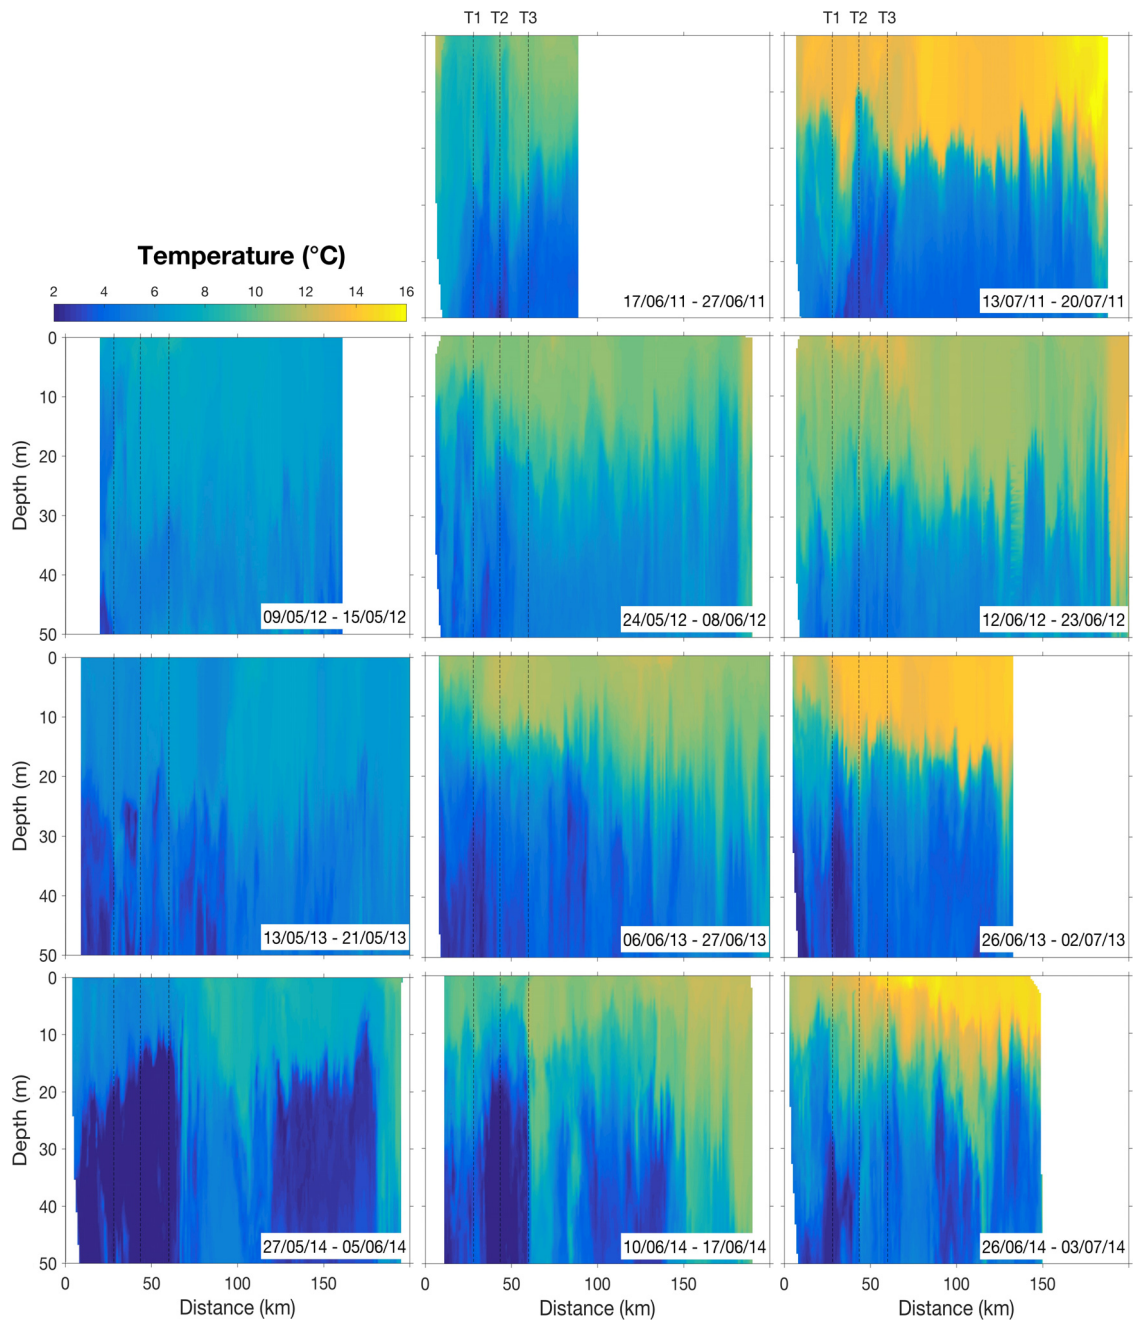 T1 T2 T3 T1 T2 T3
17/06/11 - 27/06/11
13/07/11 - 20/07/11
Temperature (°C)
2 4 6 8 10 12 14 16
0
10
20
30
40
50
Depth (m)
09/05/12 - 15/05/12
24/05/12 - 08/06/12
12/06/12 - 23/06/12
0
10
20
30
40
50
Depth (m)
13/05/13 - 21/05/13
06/06/13 - 27/06/13
26/06/13 - 02/07/13
0
10
20
30
40
50
Depth (m)
27/05/14 - 05/06/14
10/06/14 - 17/06/14
26/06/14 - 03/07/14
0 50 100 150 0 50 100 150 0 50 100 150
Distance (km) Distance (km) Distance (km)